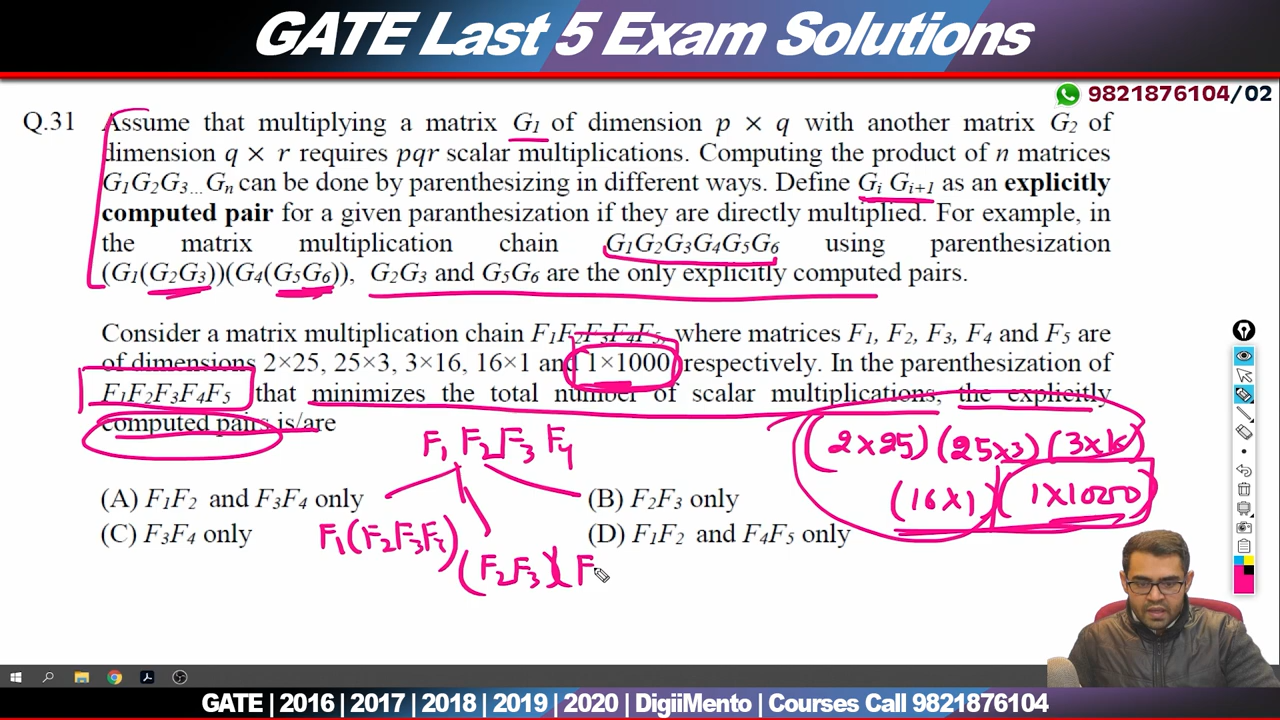 GATE Last 5 Exam Solutions
9821876104/02
Q.31 Assume that multiplying a matrix G1 of dimension p × q with another matrix G2 of
dimension q × r requires pqr scalar multiplications. Computing the product of n matrices
G1G2G3...Gn can be done by parenthesizing in different ways. Define Gi Gi+1 as an explicitly
computed pair for a given paranthesization if they are directly multiplied. For example, in
the matrix multiplication chain G1G2G3G4G5G6 using parenthesization
(G1(G2G3))(G4(G5G6)), G2G3 and G5G6 are the only explicitly computed pairs.
Consider a matrix multiplication chain F1F2F3F4F5, where matrices F1, F2, F3, F4 and F5 are
of dimensions 2×25, 25×3, 3×16, 16×1 and 1×1000 respectively. In the parenthesization of
F1F2F3F4F5 that minimizes the total number of scalar multiplications, the explicitly
computed pairs is/are
F1 F2 F3 F4
(2×25) (25×3) (3×16)
(16×1) (1×1000)
(A) F1F2 and F3F4 only
(B) F2F3 only
(C) F3F4 only
(D) F1F2 and F4F5 only
F1(F2F3F4)
(F2F3)(F
GATE | 2016 | 2017 | 2018 | 2019 | 2020 | DigiiMento | Courses Call 9821876104